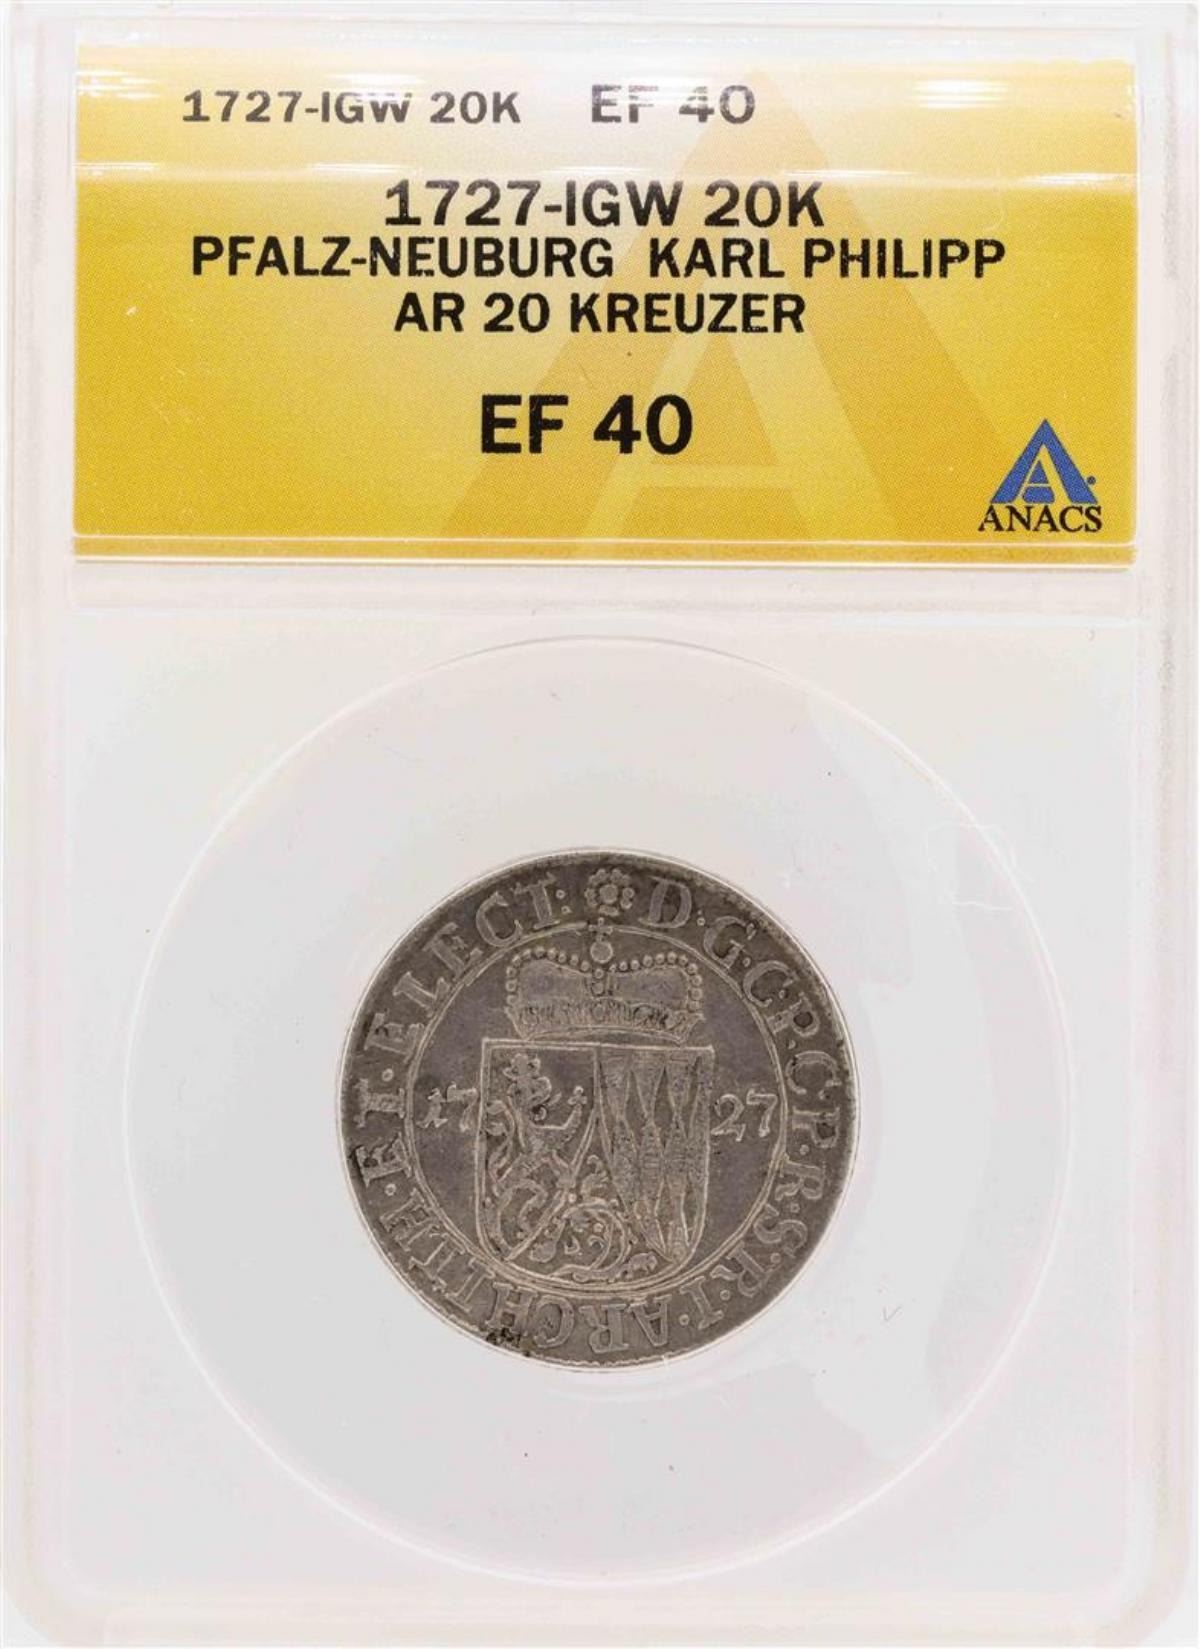 1727-IGW 20K EF 40
1727-IGW 20K
PFALZ-NEUBURG KARL PHILIPP
AR 20 KREUZER
EF 40
ANACS
D·G·C·P·C·P·R·S·R·I·ARCHTH·ET·ELECT:
17 27